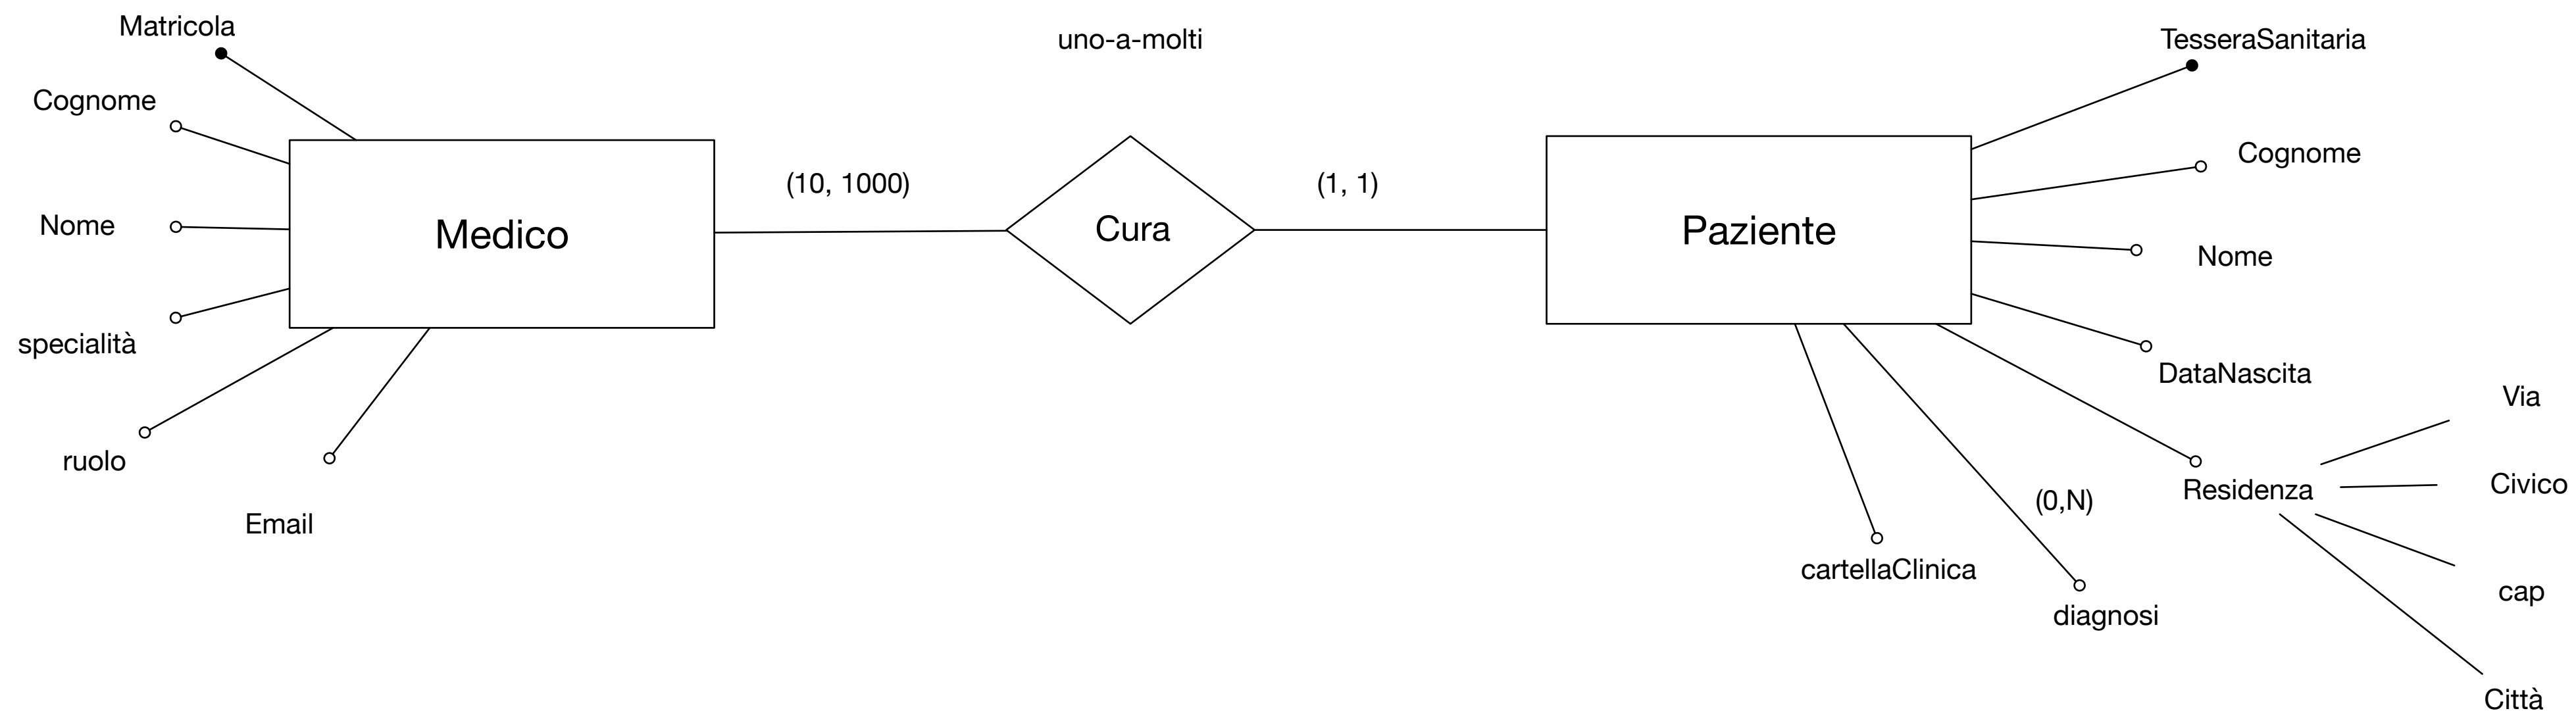 Matricola
uno-a-molti
TesseraSanitaria
Cognome
Cognome
(10, 1000)
(1, 1)
Nome
Medico
Cura
Paziente
Nome
specialità
DataNascita
Via
ruolo
Residenza
Civico
(0,N)
Email
cartellaClinica
cap
diagnosi
Città